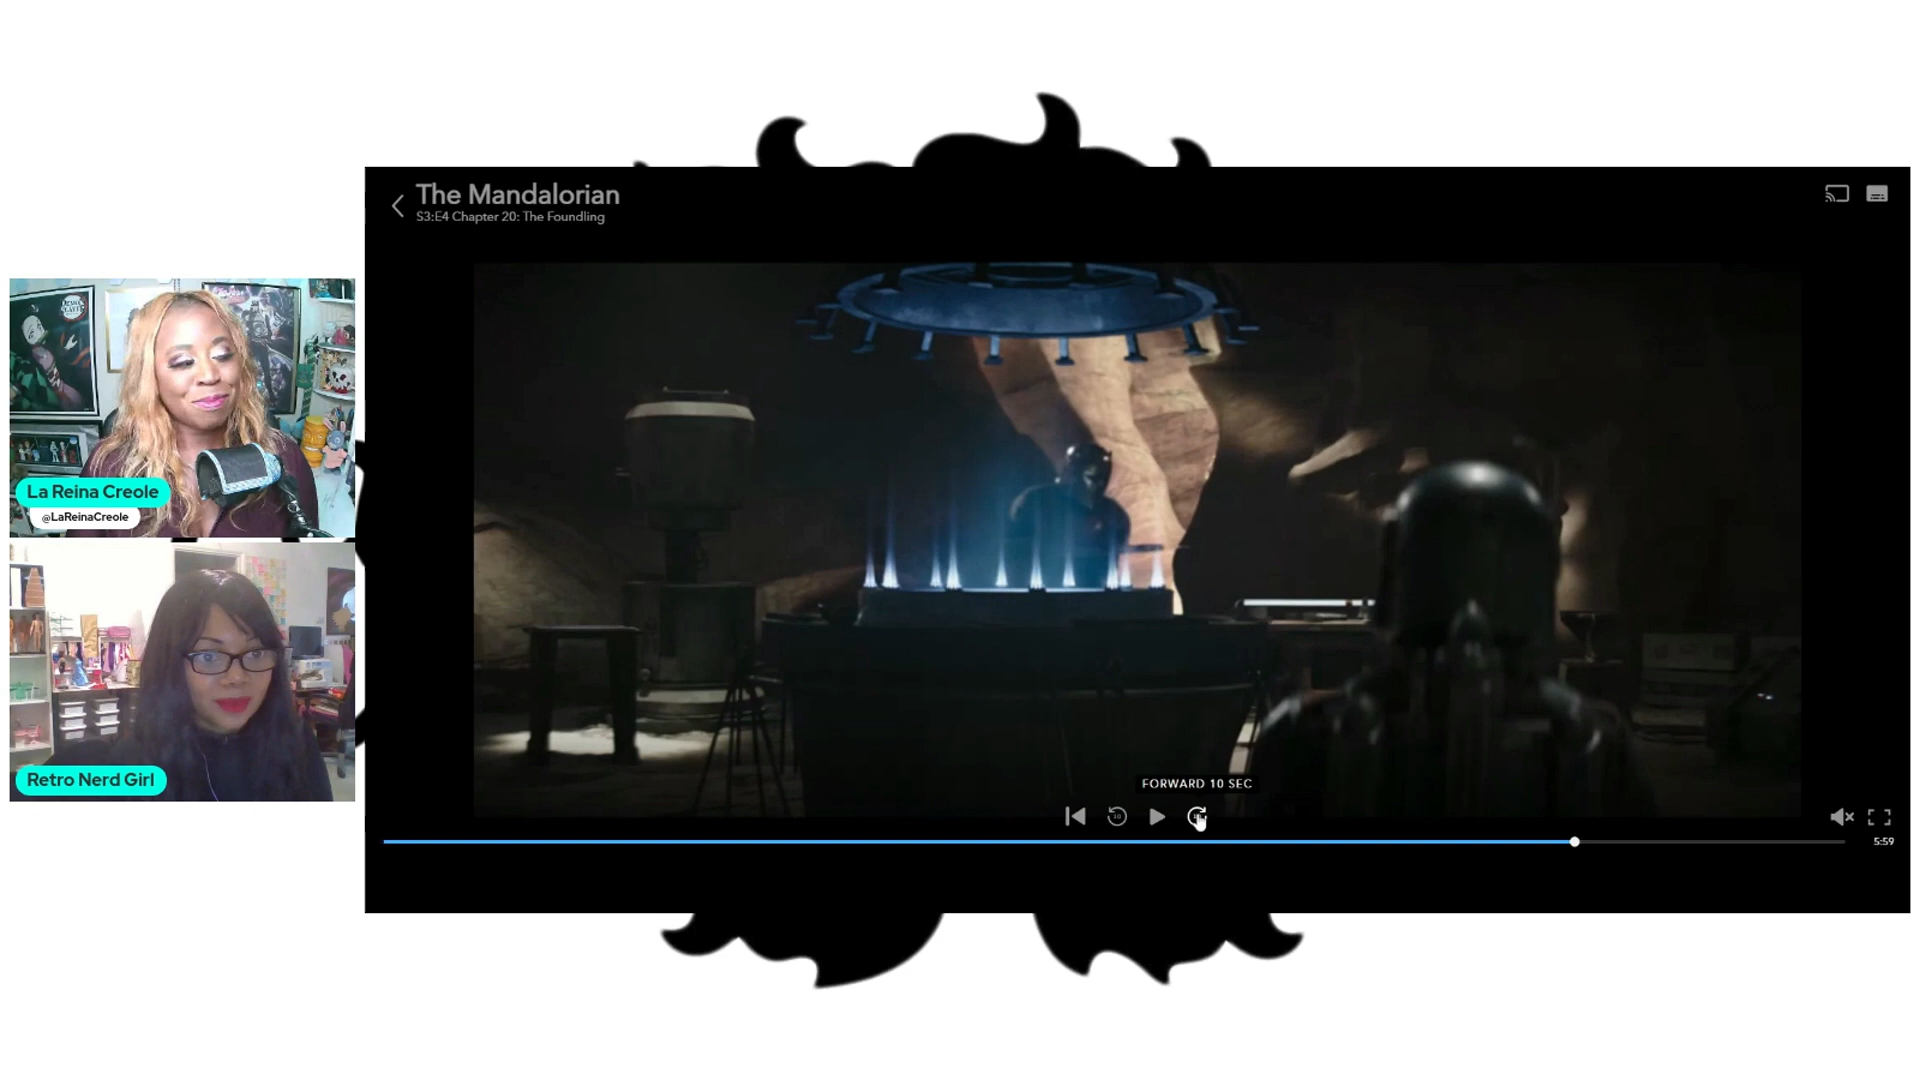 The Mandalorian
S3:E4 Chapter 20: The Foundling
La Reina Creole
@LaReinaCreole
Retro Nerd Girl
FORWARD 10 SEC
10
5:59